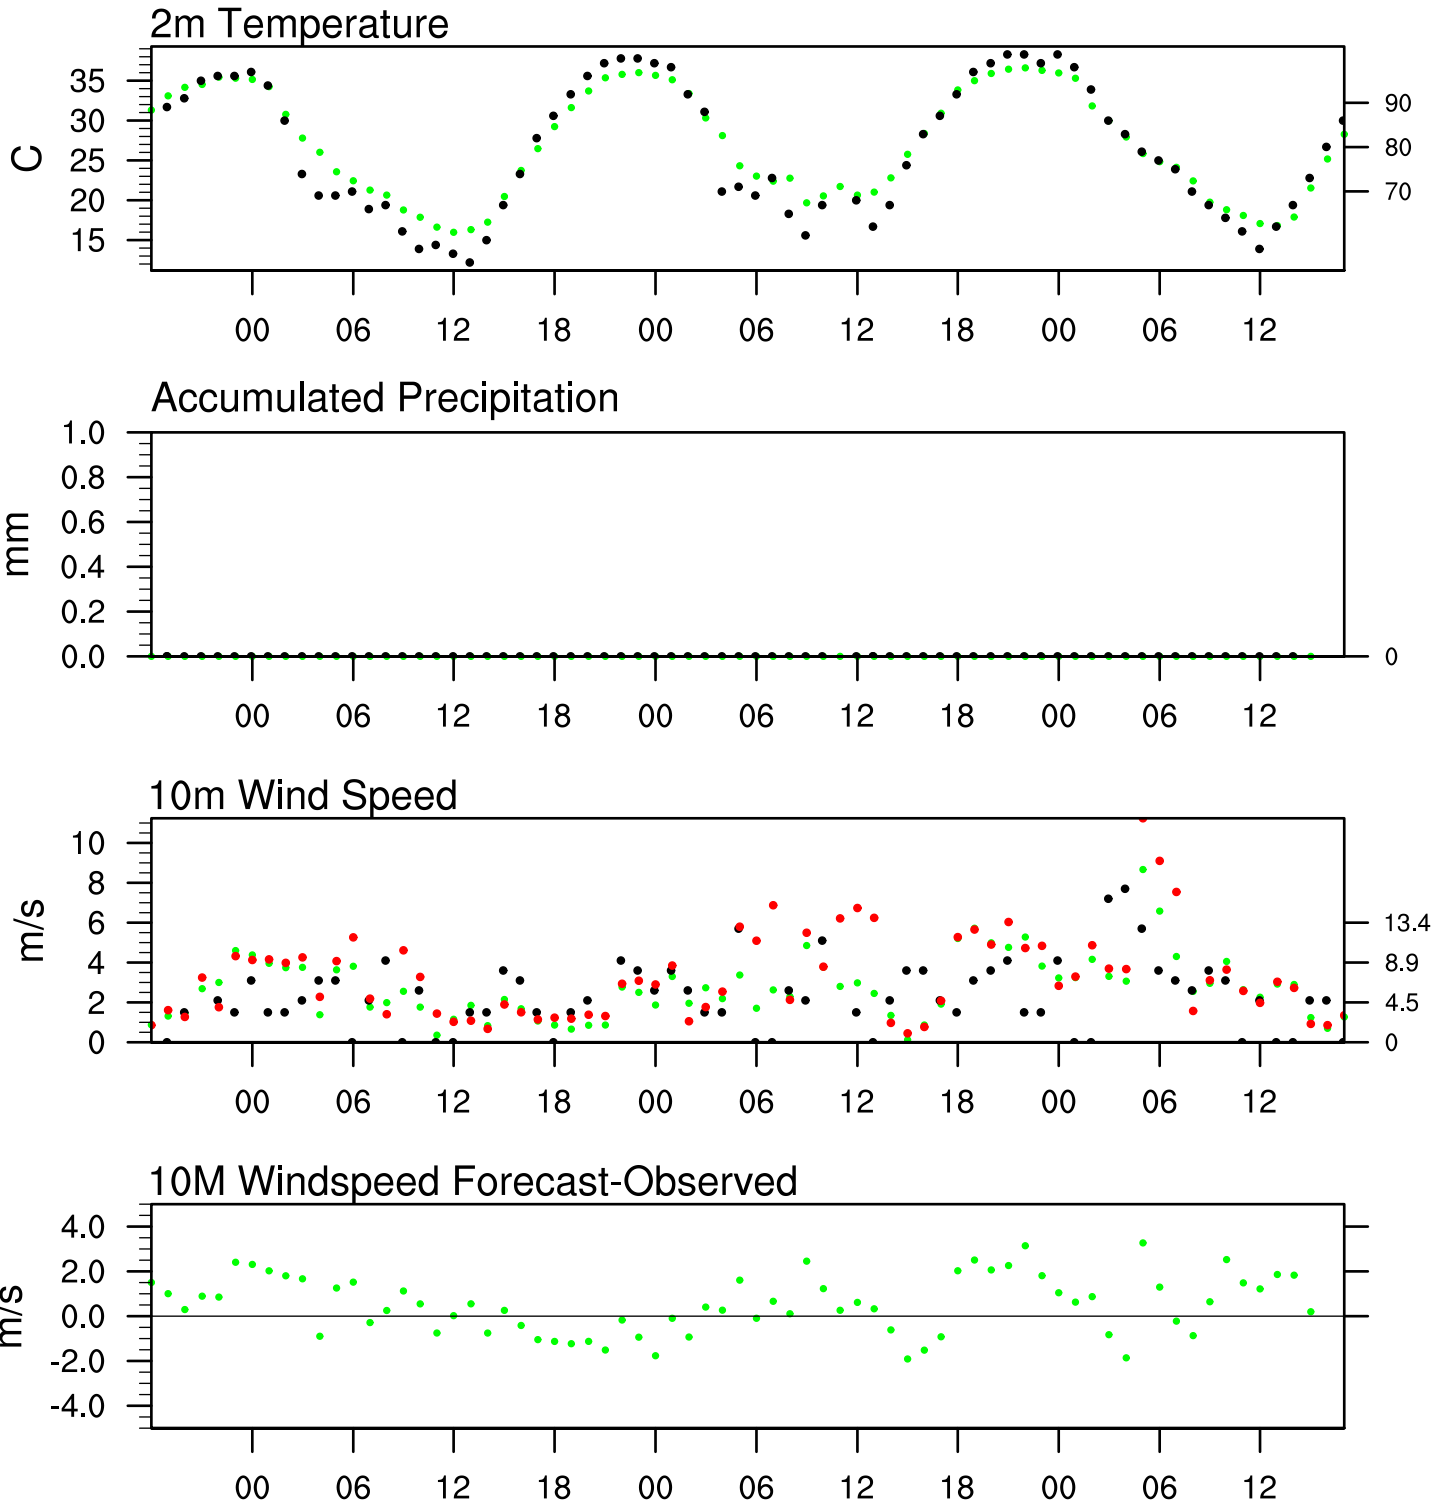 2m Temperature
35
30
25
20
15
C
90
80
70
00 06 12 18 00 06 12 18 00 06 12
Accumulated Precipitation
1.0
0.8
0.6
0.4
0.2
0.0
mm
0
00 06 12 18 00 06 12 18 00 06 12
10m Wind Speed
10
8
6
4
2
0
m/s
13.4
8.9
4.5
0
00 06 12 18 00 06 12 18 00 06 12
10M Windspeed Forecast-Observed
4.0
2.0
0.0
-2.0
-4.0
m/s
00 06 12 18 00 06 12 18 00 06 12